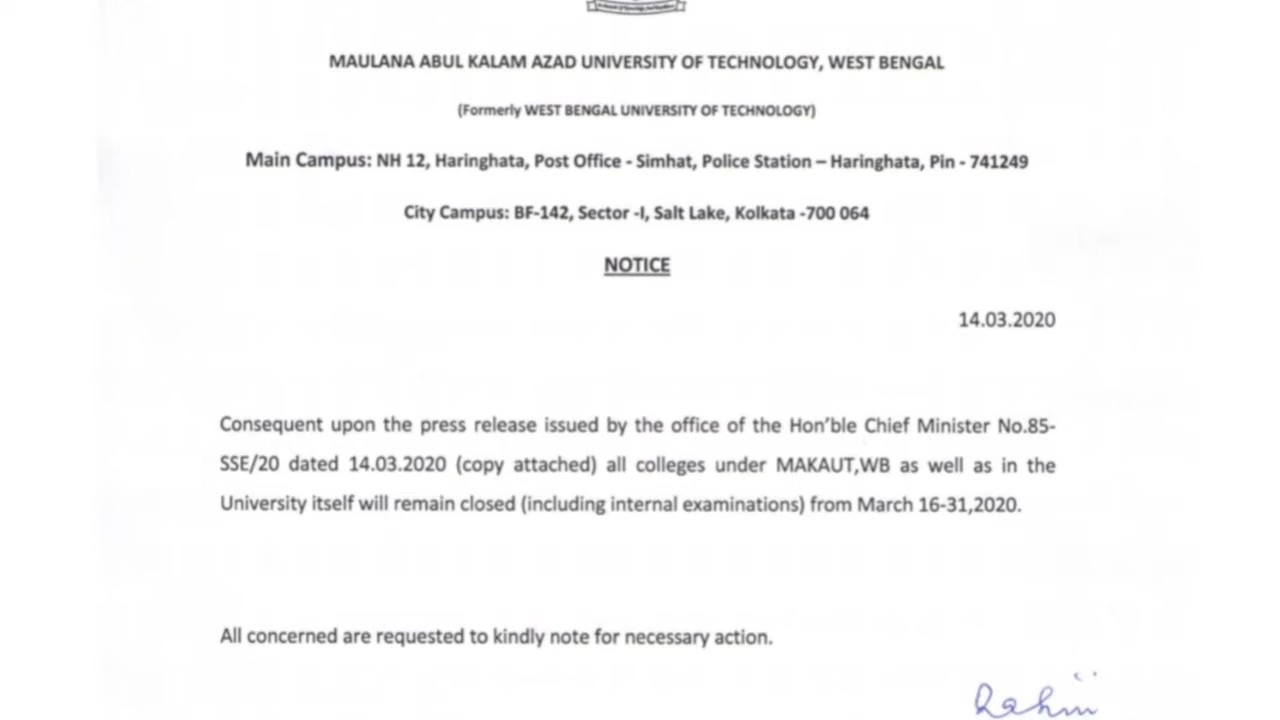 MAULANA ABUL KALAM AZAD UNIVERSITY OF TECHNOLOGY, WEST BENGAL
(Formerly WEST BENGAL UNIVERSITY OF TECHNOLOGY)
Main Campus: NH 12, Haringhata, Post Office - Simhat, Police Station – Haringhata, Pin - 741249
City Campus: BF-142, Sector -I, Salt Lake, Kolkata -700 064
NOTICE
14.03.2020
Consequent upon the press release issued by the office of the Hon’ble Chief Minister No.85-
SSE/20 dated 14.03.2020 (copy attached) all colleges under MAKAUT,WB as well as in the
University itself will remain closed (including internal examinations) from March 16-31,2020.
All concerned are requested to kindly note for necessary action.